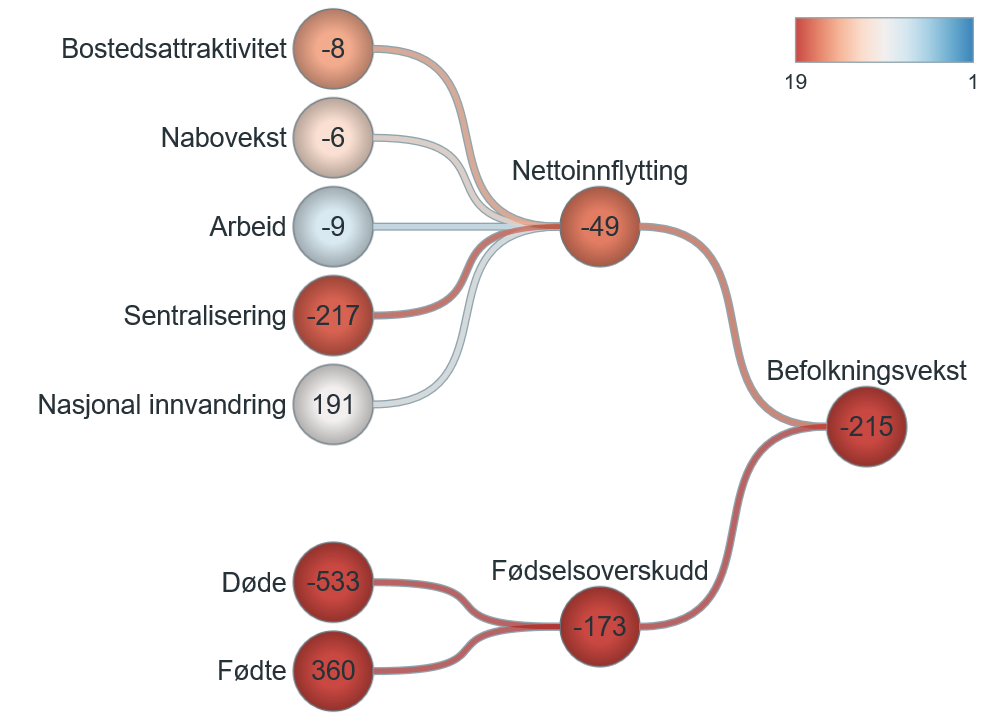 Bostedsattraktivitet -8
19 1
Nabovekst -6
Nettoinnflytting
Arbeid -9
-49
Sentralisering -217
Befolkningsvekst
Nasjonal innvandring 191
-215
Fødselsoverskudd
Døde -533
-173
Fødte 360